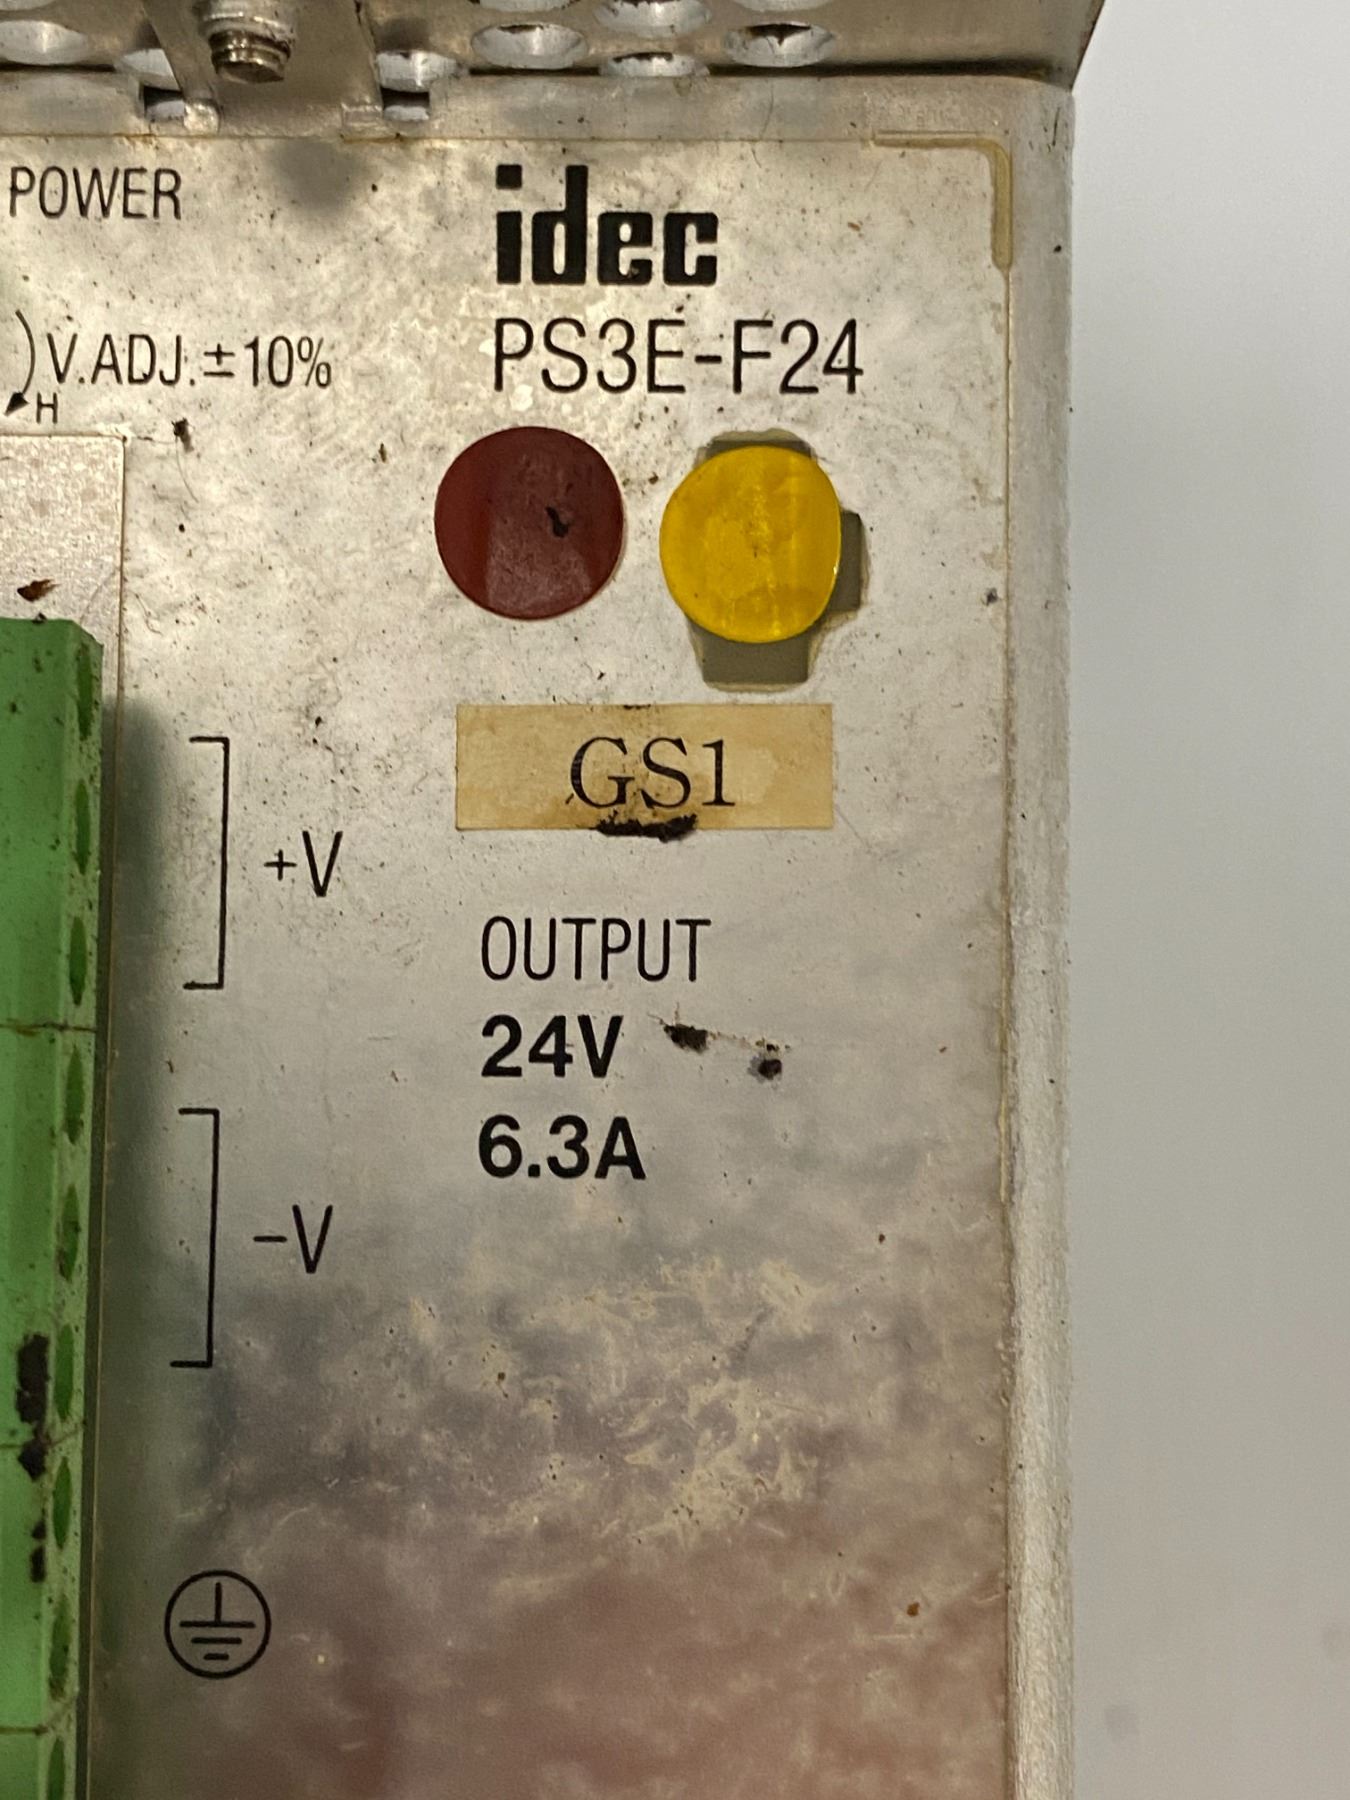 POWER
idec
V.ADJ.±10%
H
PS3E-F24
GS1
+V
OUTPUT
24V
6.3A
−V